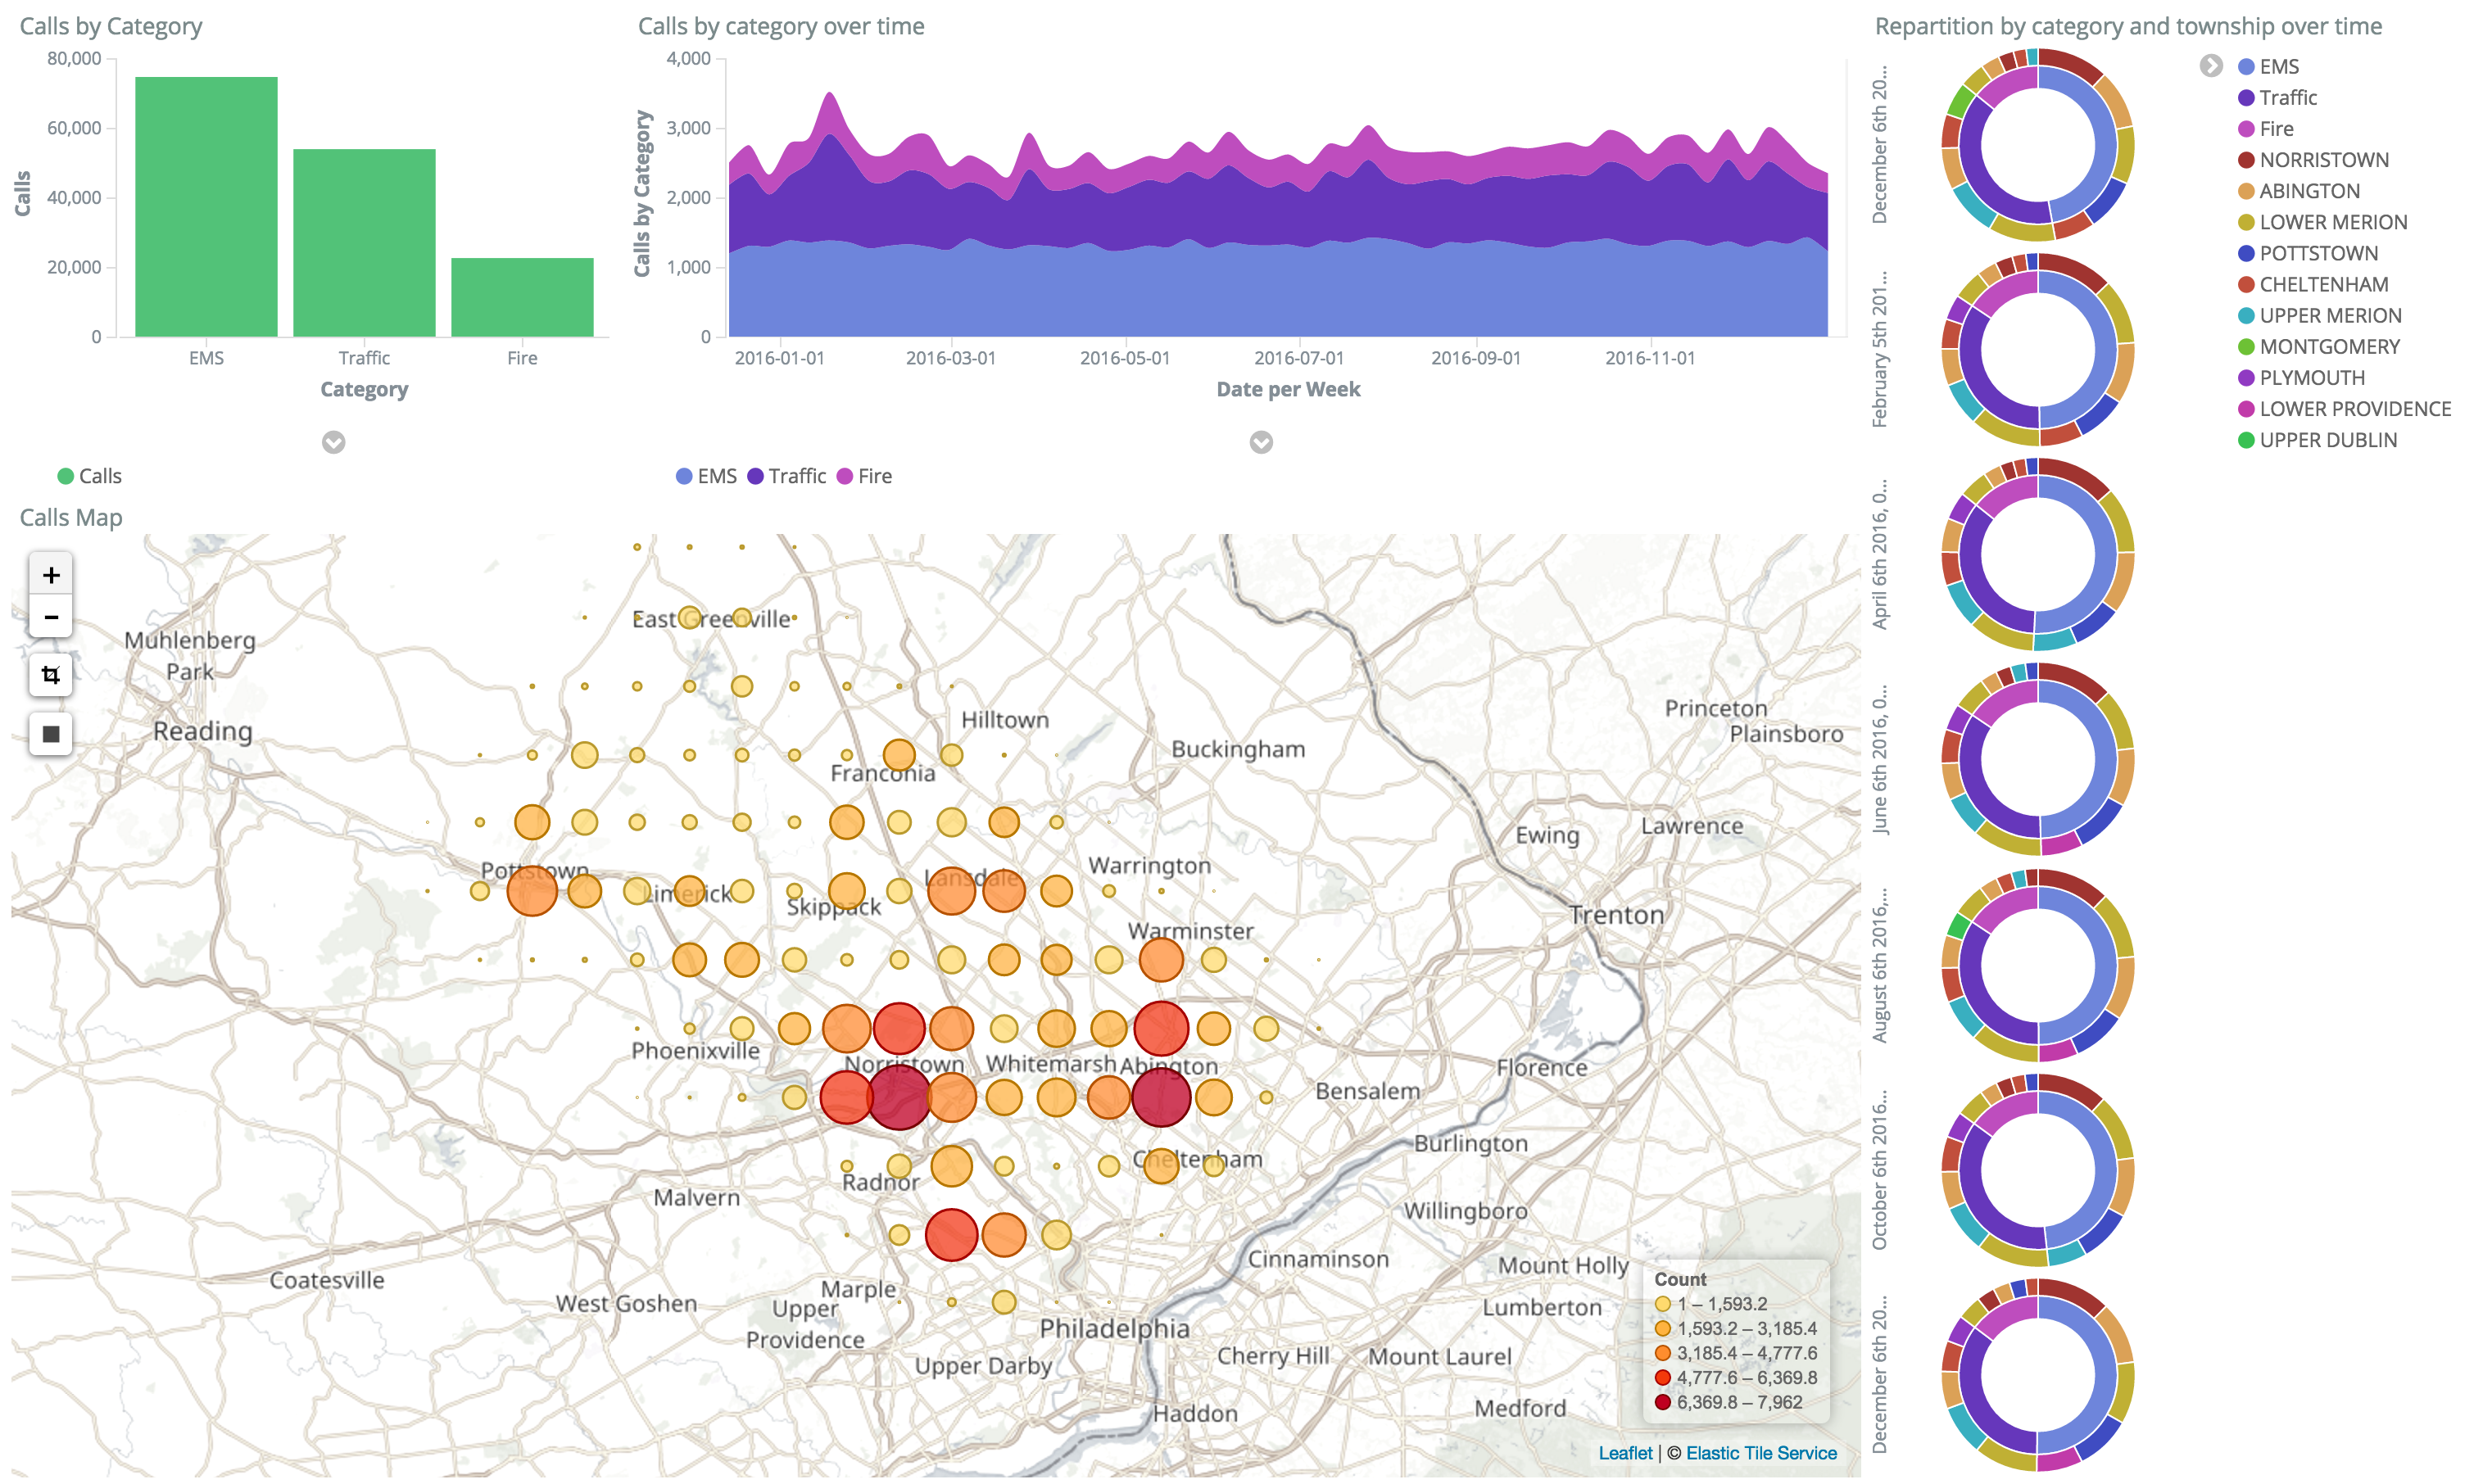 Calls by Category
80,000
60,000
40,000
20,000
0
Calls
EMS
Traffic
Fire
Category
Calls
Calls by category over time
4,000
3,000
2,000
1,000
0
Calls by Category
2016-01-01
2016-03-01
2016-05-01
2016-07-01
2016-09-01
2016-11-01
Date per Week
EMS
Traffic
Fire
Repartition by category and township over time
December 6th 20...
February 5th 201...
April 6th 2016, 0...
June 6th 2016, 0...
August 6th 2016,...
October 6th 2016...
December 6th 20...
EMS
Traffic
Fire
NORRISTOWN
ABINGTON
LOWER MERION
POTTSTOWN
CHELTENHAM
UPPER MERION
MONTGOMERY
PLYMOUTH
LOWER PROVIDENCE
UPPER DUBLIN
Calls Map
+
-
East Greenville
Muhlenberg
Park
Reading
Hilltown
Princeton
Plainsboro
Buckingham
Franconia
Ewing
Lawrence
Pottstown
Limerick
Skippack
Lansdale
Warrington
Trenton
Warminster
Phoenixville
Norristown
Whitemarsh
Abington
Florence
Bensalem
Burlington
Cheltenham
Radnor
Malvern
Willingboro
Cinnaminson
Mount Holly
Coatesville
Marple
West Goshen
Upper
Providence
Lumberton
Philadelphia
Upper Darby
Cherry Hill
Mount Laurel
Medford
Haddon
Count
1 – 1,593.2
1,593.2 – 3,185.4
3,185.4 – 4,777.6
4,777.6 – 6,369.8
6,369.8 – 7,962
Leaflet | © Elastic Tile Service